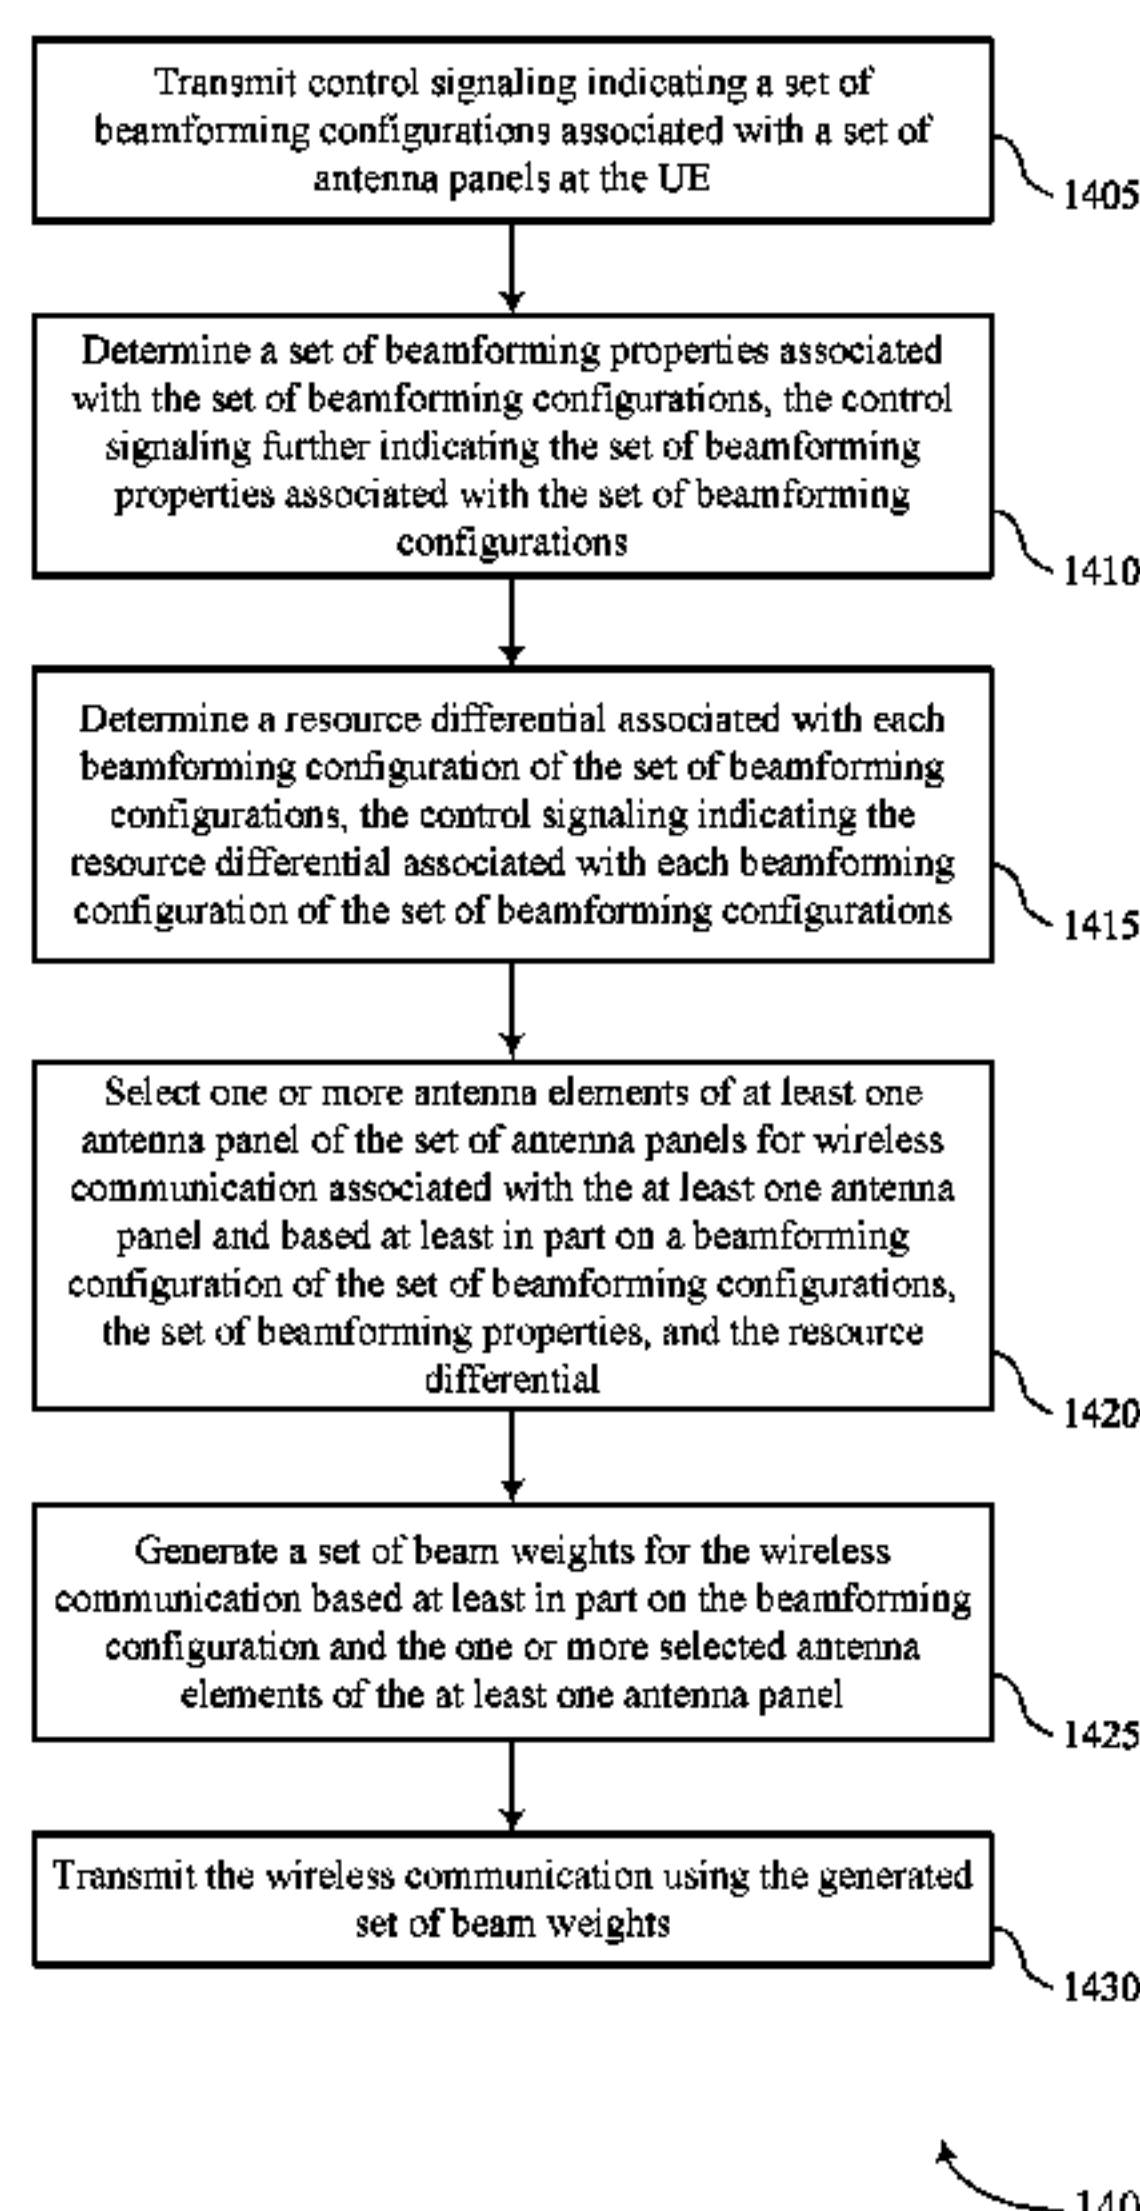 Transmit control signaling indicating a set of
beamforming configurations associated with a set of
antenna panels at the UE
1405
Determine a set of beamforming properties associated
with the set of beamforming configurations, the control
signaling further indicating the set of beamforming
properties associated with the set of beamforming
configurations
1410
Determine a resource differential associated with each
beamforming configuration of the set of beamforming
configurations, the control signaling indicating the
resource differential associated with each beamforming
configuration of the set of beamforming configurations
1415
Select one or more antenna elements of at least one
antenna panel of the set of antenna panels for wireless
communication associated with the at least one antenna
panel and based at least in part on a beamforming
configuration of the set of beamforming configurations,
the set of beamforming properties, and the resource
differential
1420
Generate a set of beam weights for the wireless
communication based at least in part on the beamforming
configuration and the one or more selected antenna
elements of the at least one antenna panel
1425
Transmit the wireless communication using the generated
set of beam weights
1430